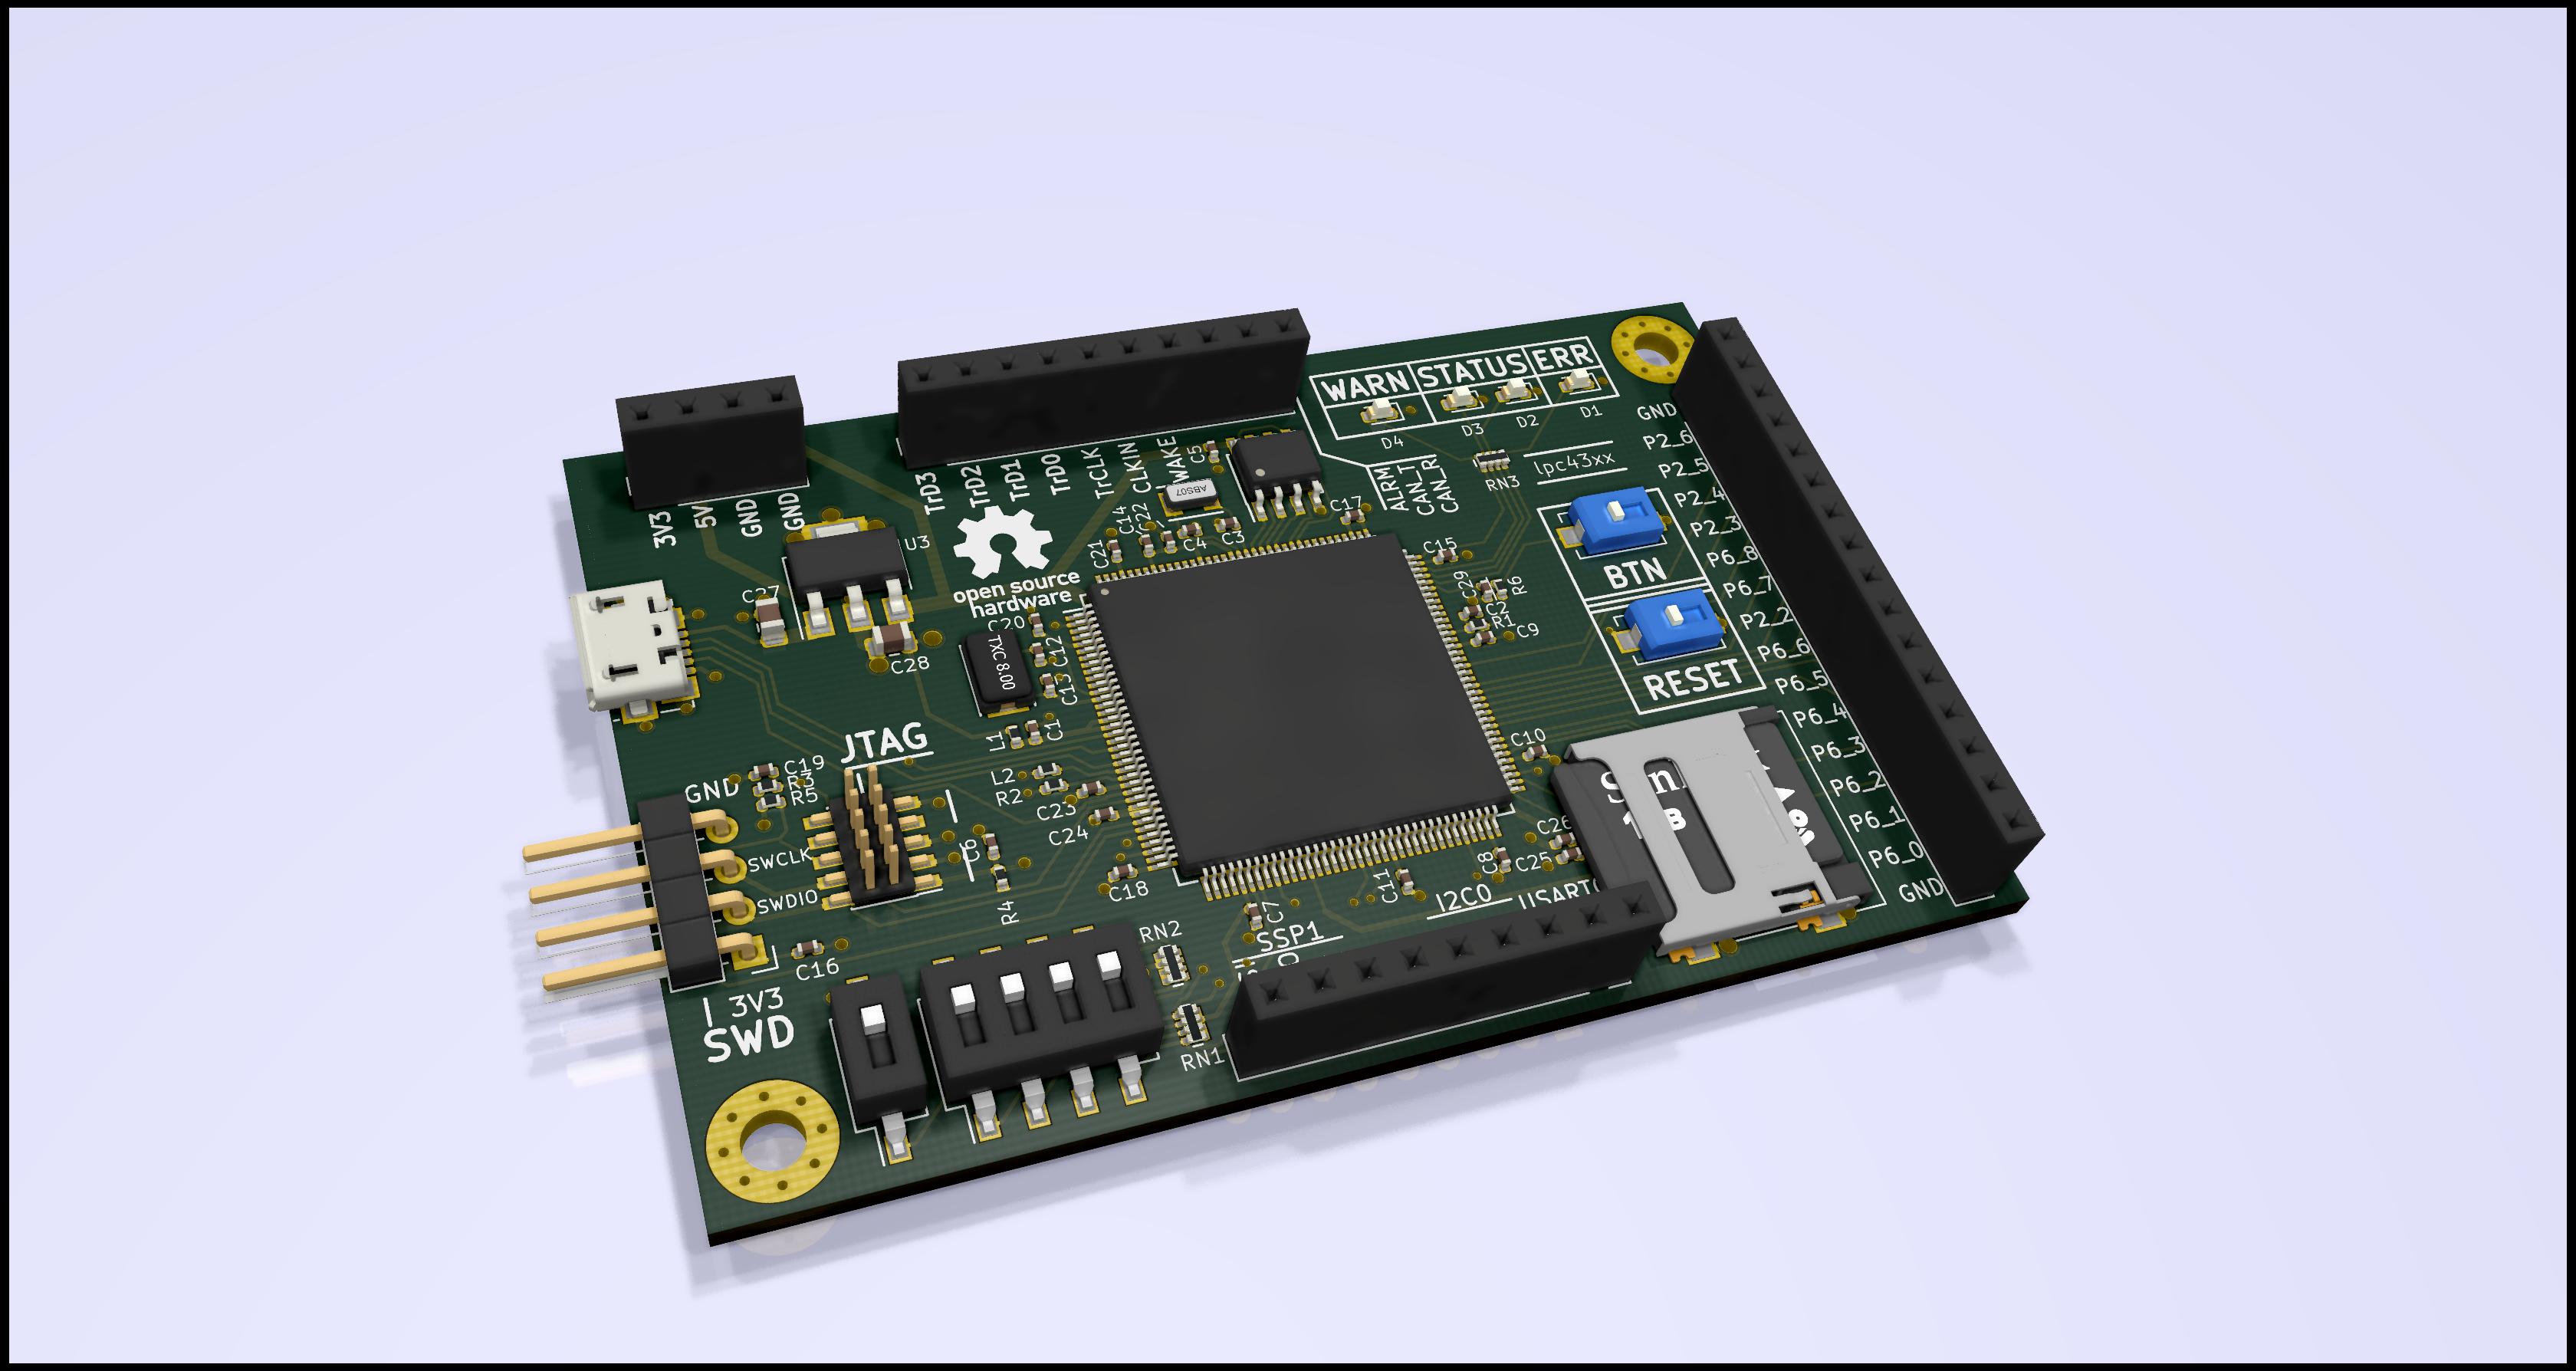 WARN
STATUS
ERR
D4
D3
D2
D1
GND
P2_6
P2_5
P2_4
P2_3
P6_8
P6_7
P2_2
P6_6
P6_5
P6_4
P6_3
P6_2
P6_1
P6_0
GND
lpc43xx
RN3
ALRM
CAN_T
CAN_R
3V3
5V
GND
GND
TrD3
TrD2
TrD1
TrD0
TrCLK
CLKIN
WAKE
C5
ABS07
C17
C14
C22
C21
C4
C3
U3
open source
hardware
C27
C28
C20
TXC 8.00
C12
C13
L1
C1
C15
C29
R6
C2
R1
C9
BTN
RESET
JTAG
C19
R3
R5
GND
L2
R2
C23
C24
C10
SWCLK
SWDIO
C6
R4
C18
C26
C25
C8
C11
C7
I2C0
SSP1
C16
3V3
SWD
RN2
RN1